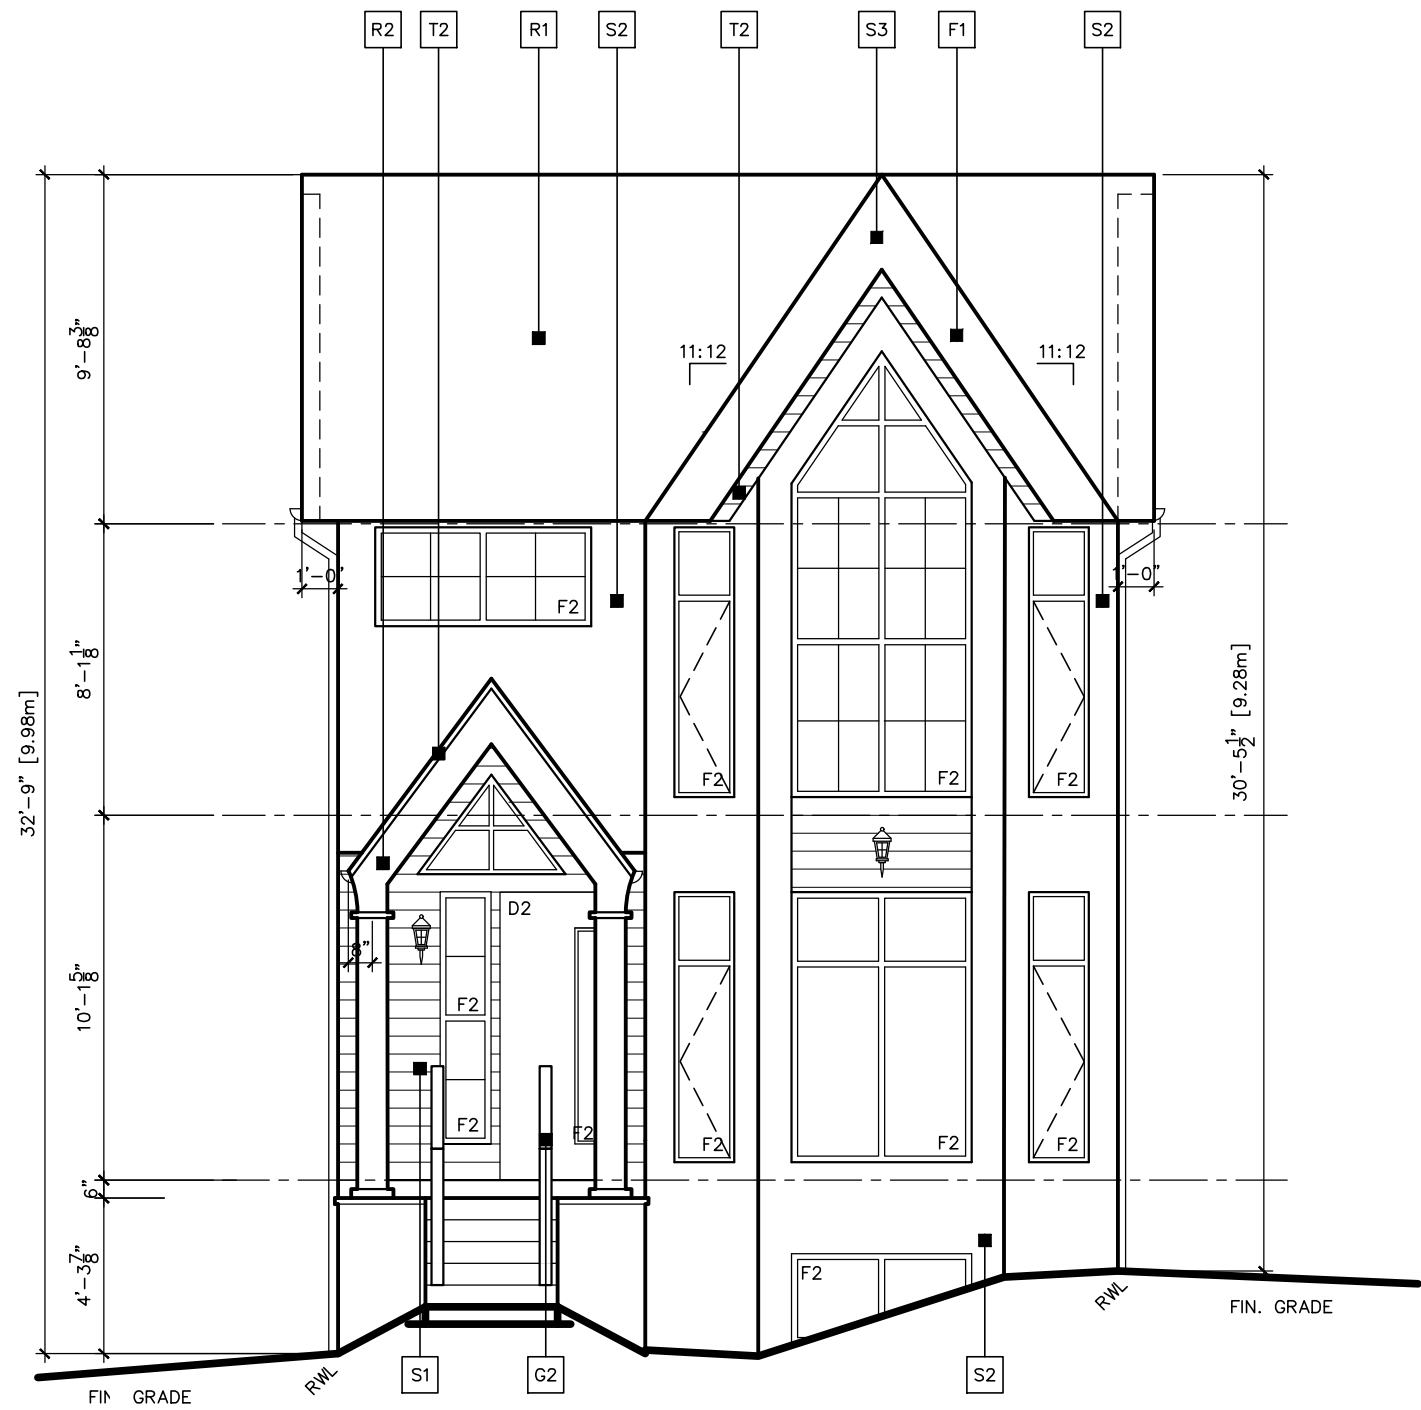 R2 T2 R1 S2 T2 S3 F1 S2
9'-8 3/8"
11:12 11:12
1'-0" 1'-0"
F2
8'-1 1/8"
32'-9" [9.98m]
30'-5 1/2" [9.28m]
F2 F2 F2
D2
8"
10'-1 5/8"
F2
F2 F2 F2 F2 F2
6"
4'-3 7/8"
F2
RWL
FIN. GRADE
RWL
S1 G2 S2
FIN GRADE